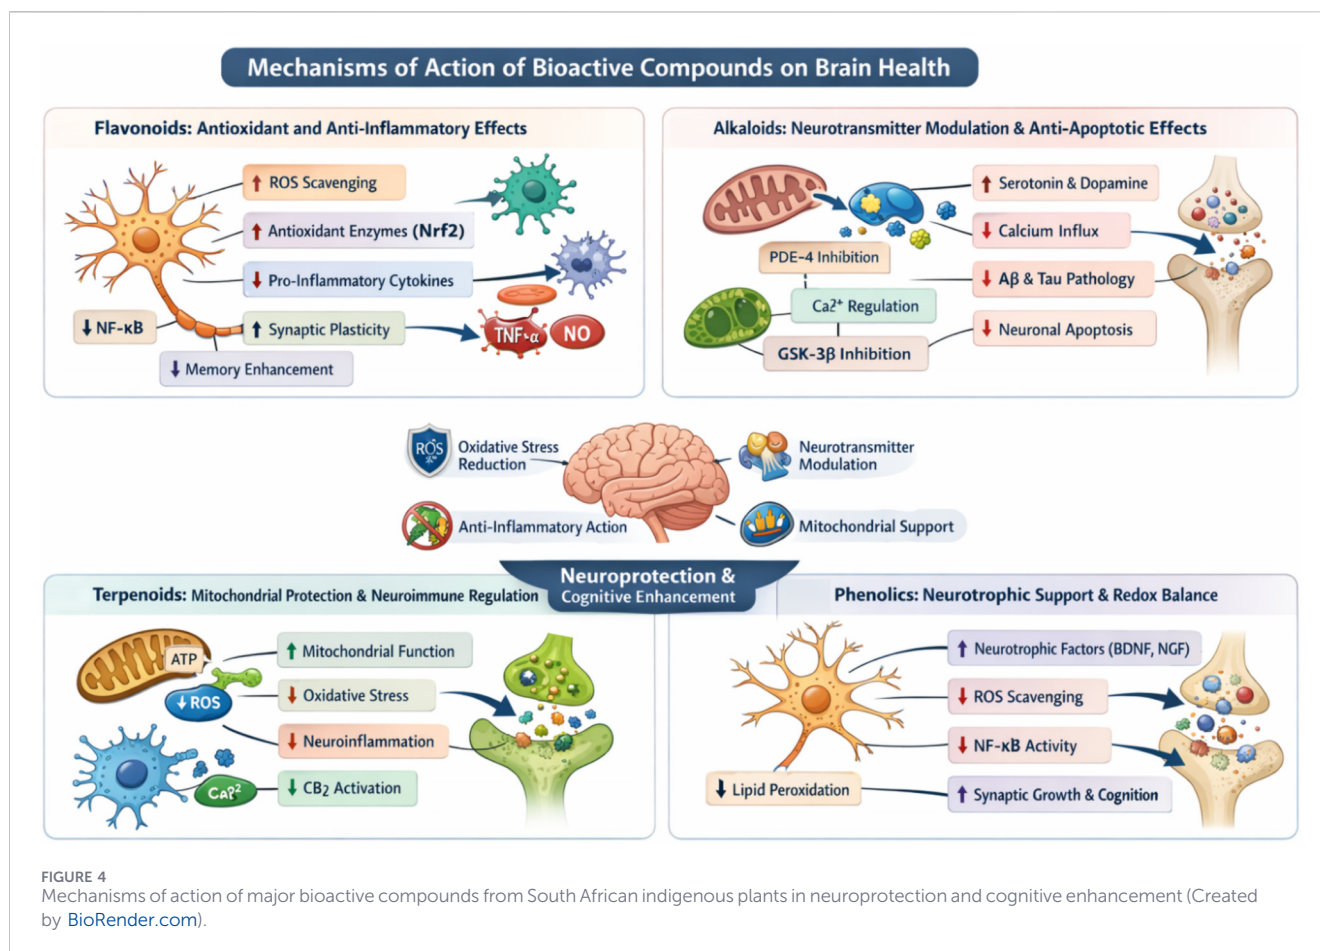 Mechanisms of Action of Bioactive Compounds on Brain Health
Flavonoids: Antioxidant and Anti-Inflammatory Effects
↑ ROS Scavenging
↑ Antioxidant Enzymes (Nrf2)
↓ Pro-Inflammatory Cytokines
↓ NF-κB
↑ Synaptic Plasticity
TNF-α
NO
↓ Memory Enhancement
Alkaloids: Neurotransmitter Modulation & Anti-Apoptotic Effects
↑ Serotonin & Dopamine
↓ Calcium Influx
PDE-4 Inhibition
↓ Aβ & Tau Pathology
Ca²⁺ Regulation
↓ Neuronal Apoptosis
GSK-3β Inhibition
ROS
Oxidative Stress
Reduction
Neurotransmitter
Modulation
Anti-Inflammatory Action
Mitochondrial Support
Neuroprotection &
Cognitive Enhancement
Terpenoids: Mitochondrial Protection & Neuroimmune Regulation
ATP
↑ Mitochondrial Function
↓ ROS
↓ Oxidative Stress
↓ Neuroinflammation
CaP²
↓ CB₂ Activation
Phenolics: Neurotrophic Support & Redox Balance
↑ Neurotrophic Factors (BDNF, NGF)
↓ ROS Scavenging
↓ NF-κB Activity
↓ Lipid Peroxidation
↑ Synaptic Growth & Cognition
FIGURE 4
Mechanisms of action of major bioactive compounds from South African indigenous plants in neuroprotection and cognitive enhancement (Created
by BioRender.com).